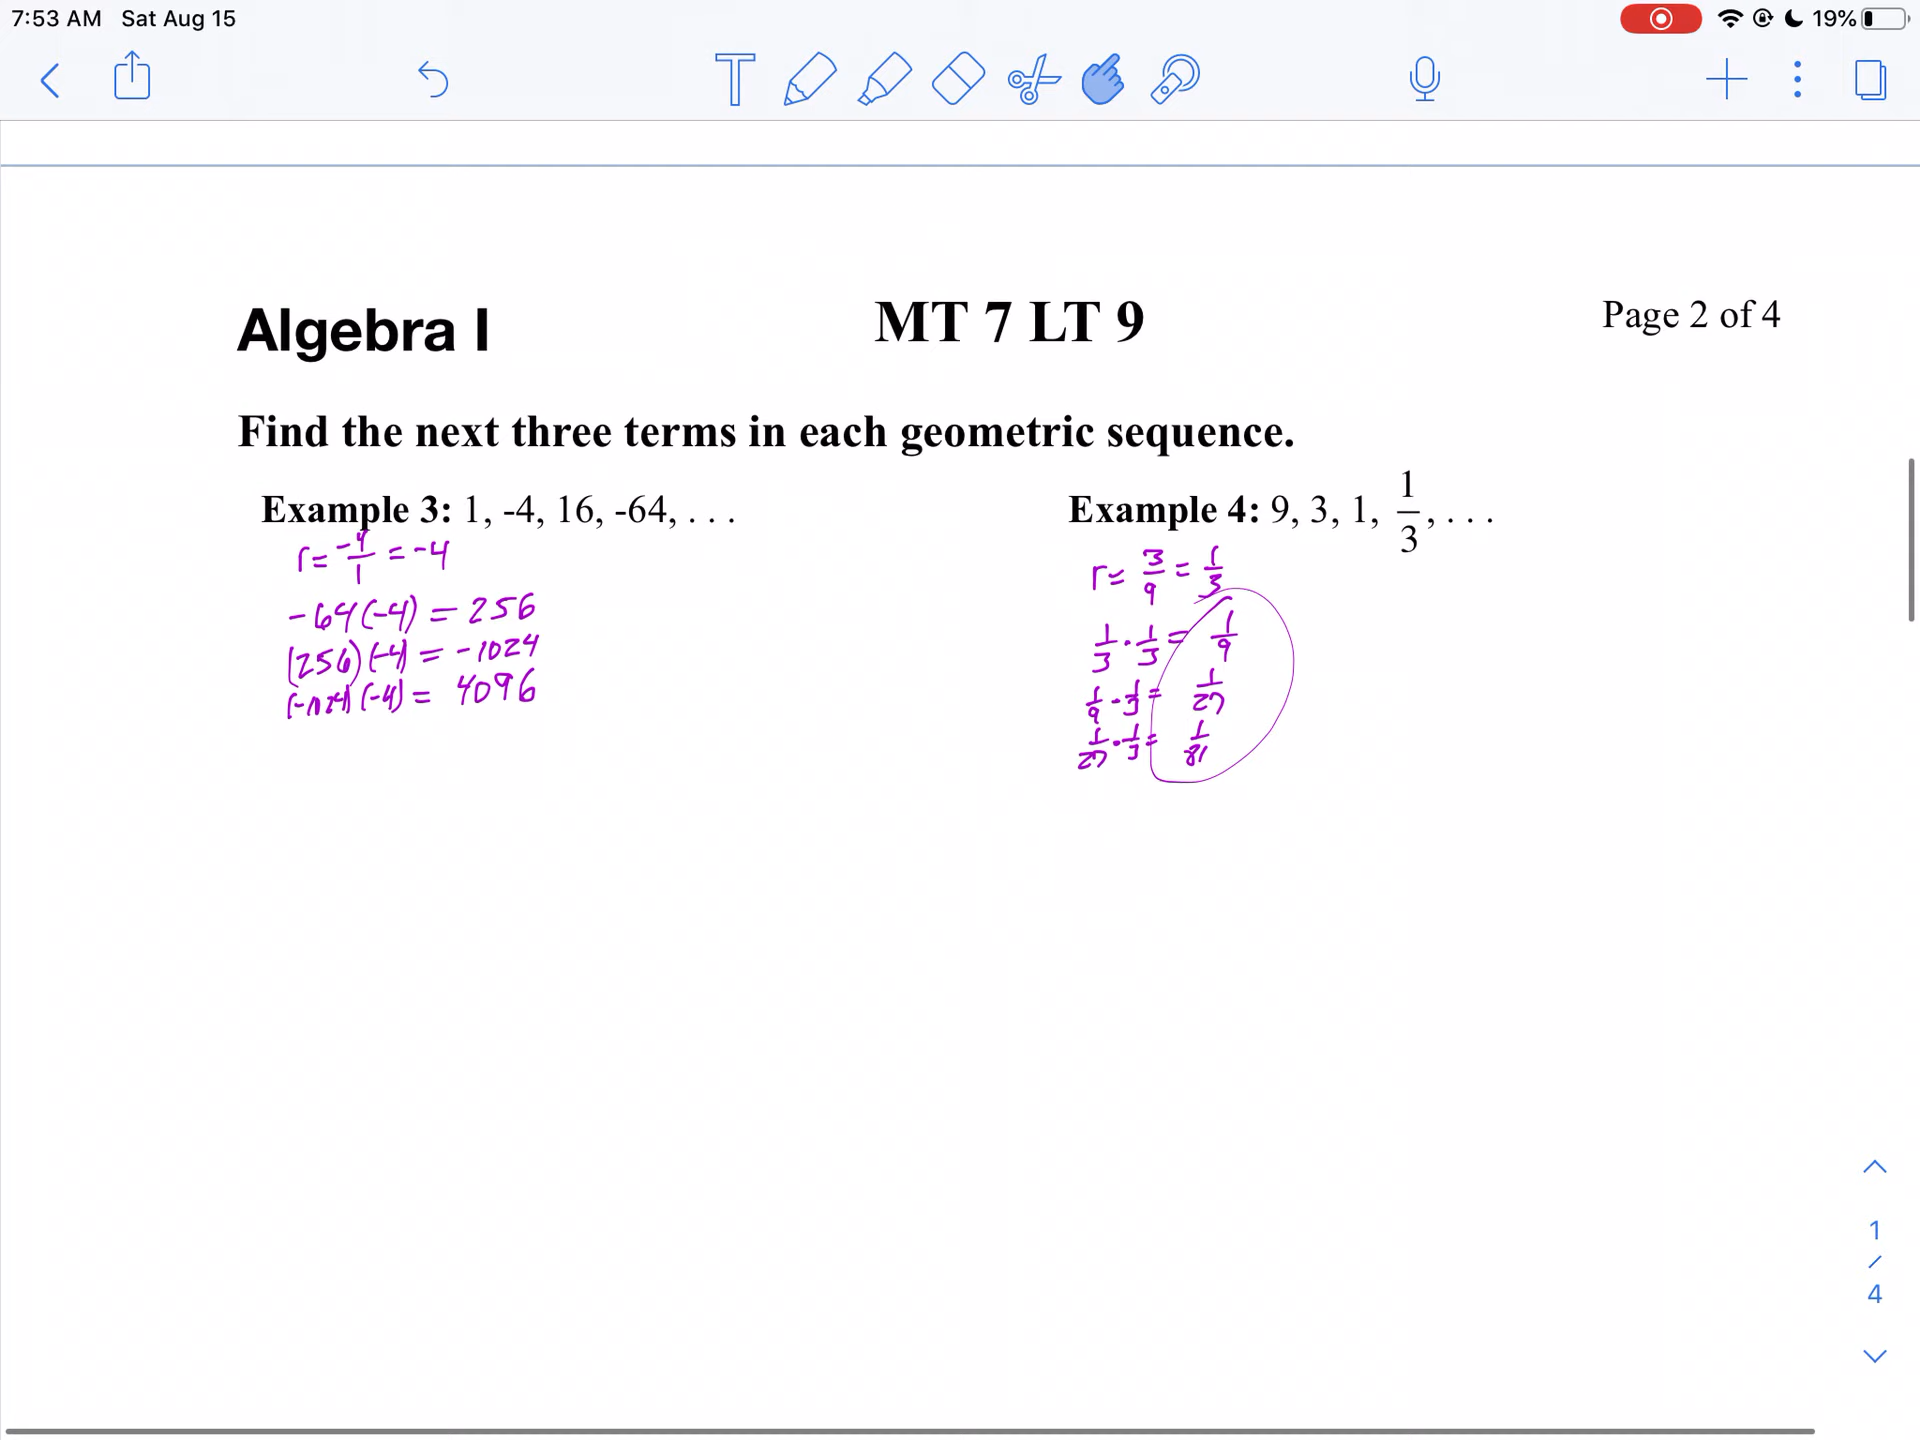 7:53 AM Sat Aug 15
19%
Algebra I
MT 7 LT 9
Page 2 of 4
Find the next three terms in each geometric sequence.
Example 3: 1, -4, 16, -64, . . .
r = -4/1 = -4
-64(-4) = 256
(256)(-4) = -1024
(-1024)(-4) = 4096
Example 4: 9, 3, 1, 1/3, . . .
r = 3/9 = 1/3
1/3 · 1/3 = 1/9
1/9 · 1/3 = 1/27
1/27 · 1/3 = 1/81
1
/
4